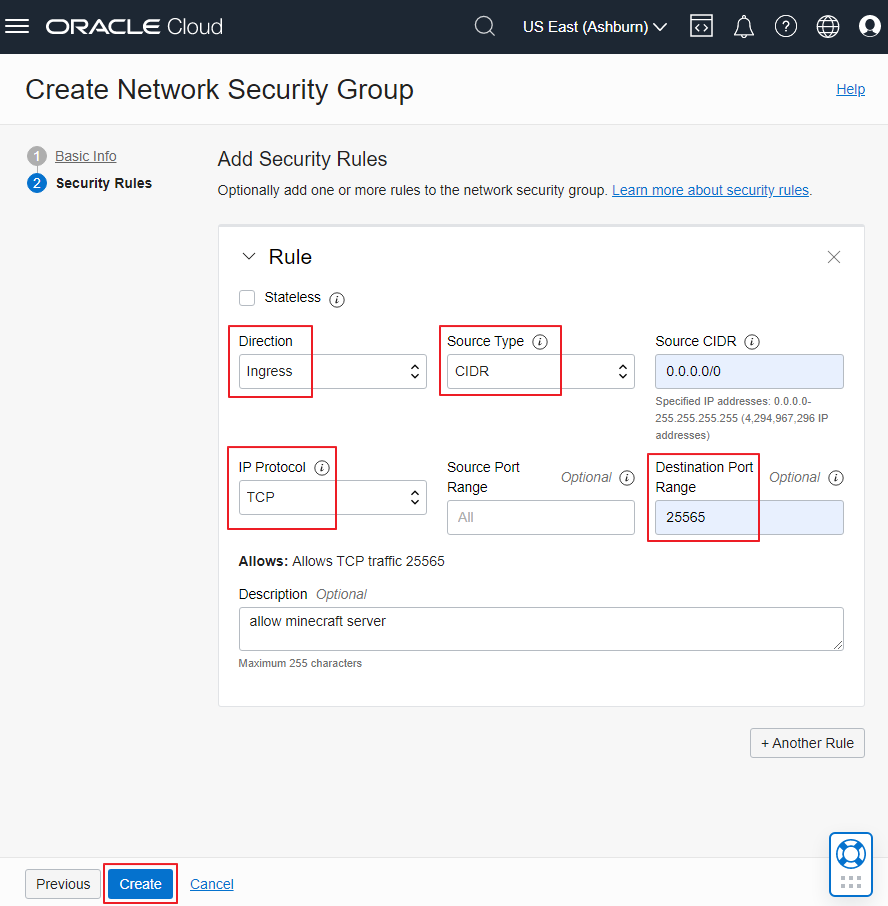 ORACLE Cloud
US East (Ashburn)
Create Network Security Group
Help
1 Basic Info
2 Security Rules
Add Security Rules
Optionally add one or more rules to the network security group. Learn more about security rules.
Rule
Stateless
Direction
Ingress
Source Type
CIDR
Source CIDR
0.0.0.0/0
Specified IP addresses: 0.0.0.0-
255.255.255.255 (4,294,967,296 IP
addresses)
IP Protocol
TCP
Source Port
Range
Optional
All
Destination Port
Range
Optional
25565
Allows: Allows TCP traffic 25565
Description Optional
allow minecraft server
Maximum 255 characters
+ Another Rule
Previous
Create
Cancel